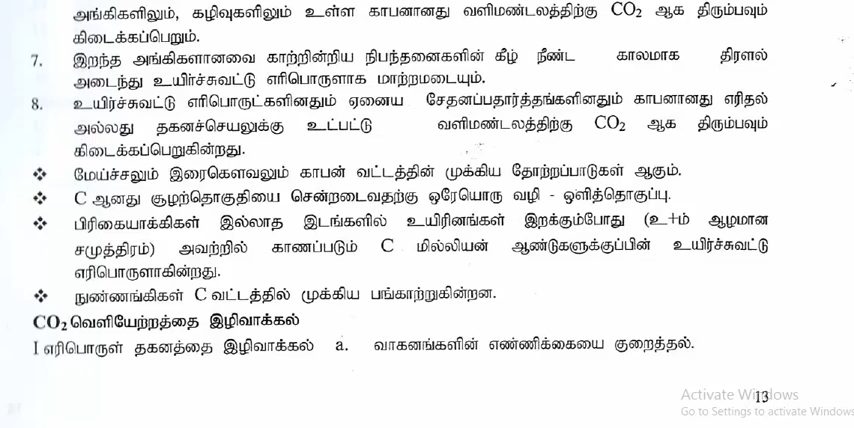 அங்கிகளிலும், கழிவுகளிலும் உள்ள காபனானது வளிமண்டலத்திற்கு CO₂ ஆக திரும்பவும்
கிடைக்கப்பெறும்.
7. இறந்த அங்கிகளானவை காற்றின்றிய நிபந்தனைகளின் கீழ் நீண்ட காலமாக திரளல்
அடைந்து உயிர்ச்சுவட்டு எரிபொருளாக மாற்றமடையும்.
8. உயிர்ச்சுவட்டு எரிபொருட்களினதும் ஏனைய சேதனப்பதார்த்தங்களினதும் காபனானது எரிதல்
அல்லது தகனச்செயலுக்கு உட்பட்டு வளிமண்டலத்திற்கு CO₂ ஆக திரும்பவும்
கிடைக்கப்பெறுகின்றது.
❖ மேய்ச்சலும் இரைகௌவலும் காபன் வட்டத்தின் முக்கிய தோற்றப்பாடுகள் ஆகும்.
❖ C ஆனது சூழற்தொகுதியை சென்றடைவதற்கு ஒரேயொரு வழி - ஒளித்தொகுப்பு.
❖ பிரிகையாக்கிகள் இல்லாத இடங்களில் உயிரினங்கள் இறக்கும்போது (உ+ம் ஆழமான
சமுத்திரம்) அவற்றில் காணப்படும் C மில்லியன் ஆண்டுகளுக்குப்பின் உயிர்ச்சுவட்டு
எரிபொருளாகின்றது.
❖ நுண்ணங்கிகள் C வட்டத்தில் முக்கிய பங்காற்றுகின்றன.
CO₂ வெளியேற்றத்தை இழிவாக்கல்
I எரிபொருள் தகனத்தை இழிவாக்கல் a. வாகனங்களின் எண்ணிக்கையை குறைத்தல்.
13
Activate Windows
Go to Settings to activate Windows